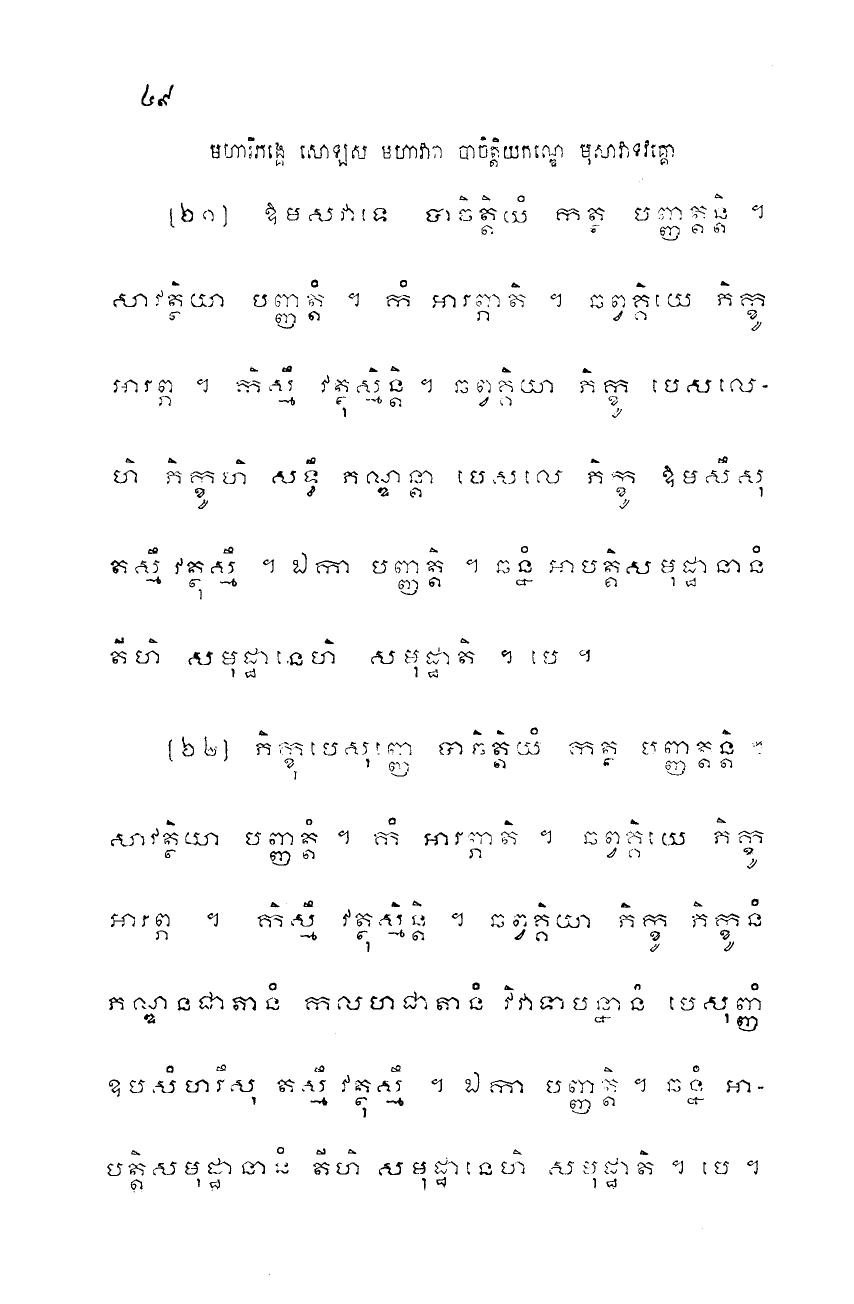 ៤៩
មហាវិភង្គេ សោឡស មហាវារា បាចិត្តិយកណ្ឌេ មុសាវាទវគ្គោ
(២១) ឱមសវាទេ បាចិត្តិយំ កត្ថ បញ្ញត្តន្តិ ។
សាវត្ថិយា បញ្ញត្តំ ។ កំ អារព្ភាតិ ។ ឆព្វគ្គិយេ ភិក្ខូ
អារព្ភ ។ កិស្មឹ វត្ថុស្មិន្តិ ។ ឆព្វគ្គិយា ភិក្ខូ បេសលេ-
ហិ ភិក្ខូហិ សទ្ធឹ ភណ្ឌន្តា បេសលេ ភិក្ខូ ឱមសឹសុ
តស្មឹ វត្ថុស្មឹ ។ ឯកា បញ្ញត្តិ ។ ឆន្នំ អាបត្តិសមុដ្ឋានានំ
តីហិ សមុដ្ឋានេហិ សមុដ្ឋាតិ ។ បេ ។
(២២) ភិក្ខុបេសុញ្ញេ បាចិត្តិយំ កត្ថ បញ្ញត្តន្តិ ។
សាវត្ថិយា បញ្ញត្តំ ។ កំ អារព្ភាតិ ។ ឆព្វគ្គិយេ ភិក្ខូ
អារព្ភ ។ កិស្មឹ វត្ថុស្មិន្តិ ។ ឆព្វគ្គិយា ភិក្ខូ ភិក្ខូនំ
ភណ្ឌនជាតានំ កាលហជាតានំ វិវាទាបន្នានំ បេសុញ្ញំ
ឧបសំហរឹសុ តស្មឹ វត្ថុស្មឹ ។ ឯកា បញ្ញត្តិ ។ ឆន្នំ អា-
បត្តិសមុដ្ឋានានំ តីហិ សមុដ្ឋានេហិ សមុដ្ឋាតិ ។ បេ ។